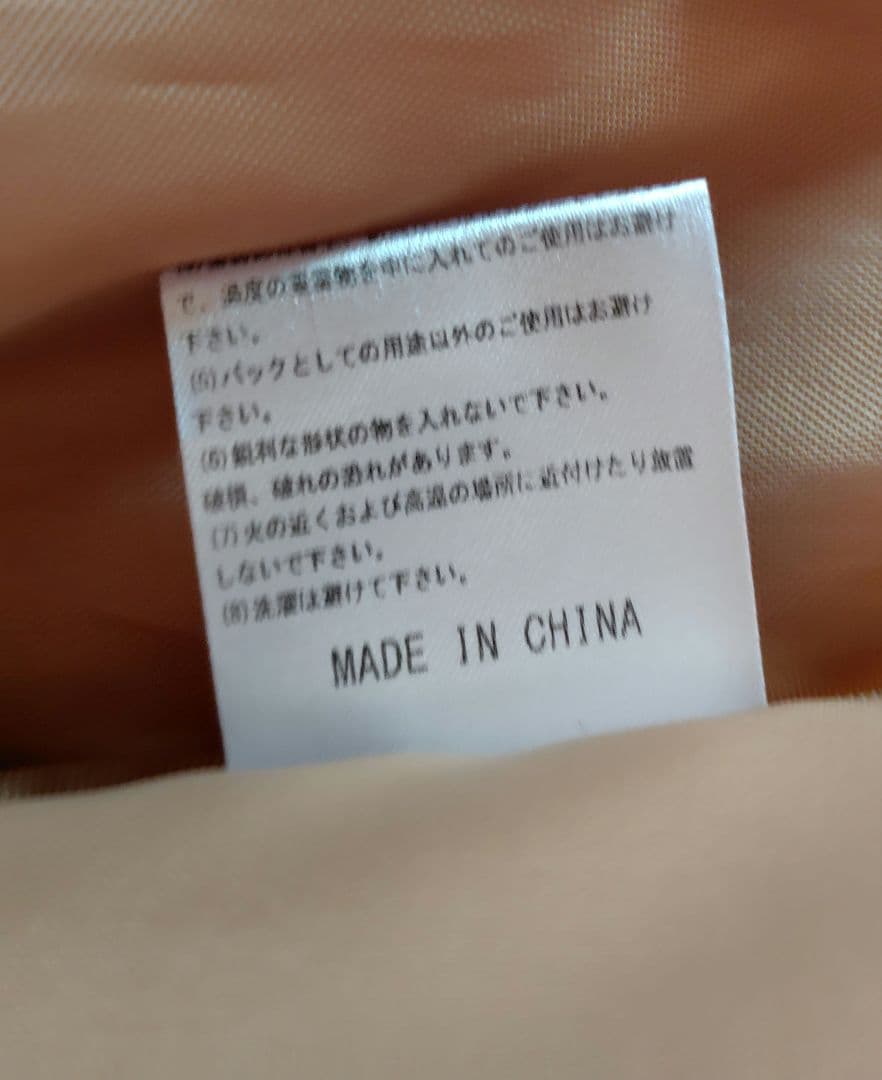 で、過度の重量物を中に入れてのご使用はお避け
下さい。
(5)バックとしての用途以外のご使用はお避け
下さい。
(6)鋭利な形状の物を入れないで下さい。
破損、破れの恐れがあります。
(7)火の近くおよび高温の場所に近付けたり放置
しないで下さい。
(8)洗濯は避けて下さい。
MADE IN CHINA